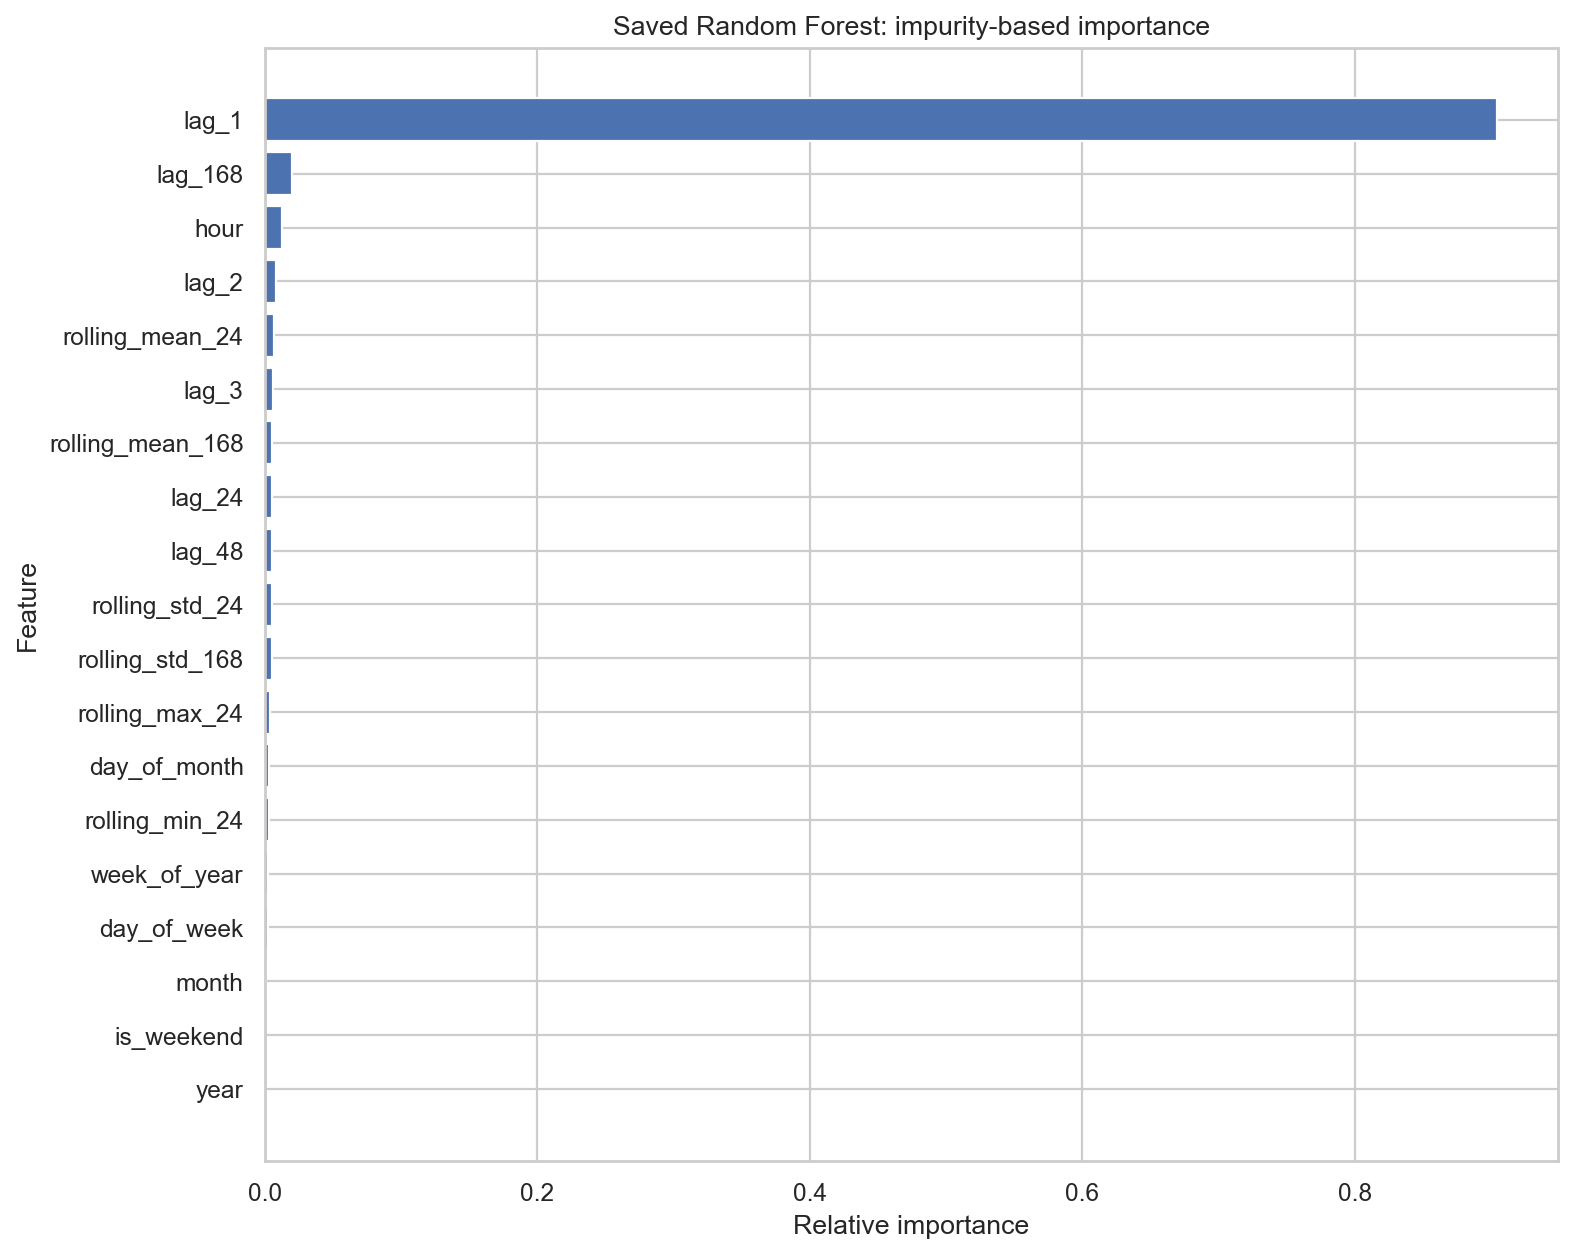 Saved Random Forest: impurity-based importance
lag_1
lag_168
hour
lag_2
rolling_mean_24
lag_3
rolling_mean_168
lag_24
lag_48
rolling_std_24
rolling_std_168
rolling_max_24
day_of_month
rolling_min_24
week_of_year
day_of_week
month
is_weekend
year
Feature
0.0 0.2 0.4 0.6 0.8
Relative importance